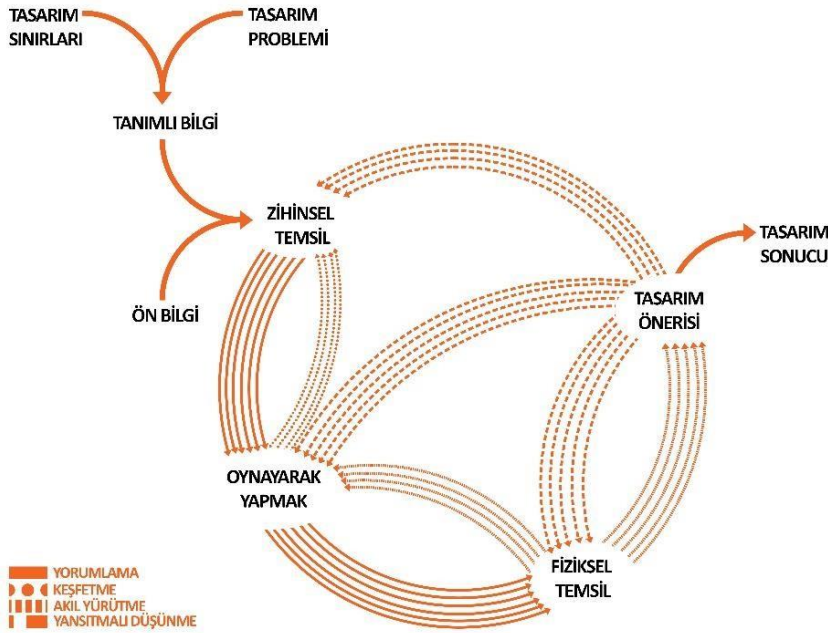 TASARIM
SINIRLARI
TASARIM
PROBLEMİ
TANIMLI BİLGİ
ZİHİNSEL
TEMSİL
ÖN BİLGİ
TASARIM
SONUCU
TASARIM
ÖNERİSİ
OYNAYARAK
YAPMAK
FİZİKSEL
TEMSİL
YORUMLAMA
KEŞFETME
AKIL YÜRÜTME
YANSITMALI DÜŞÜNME